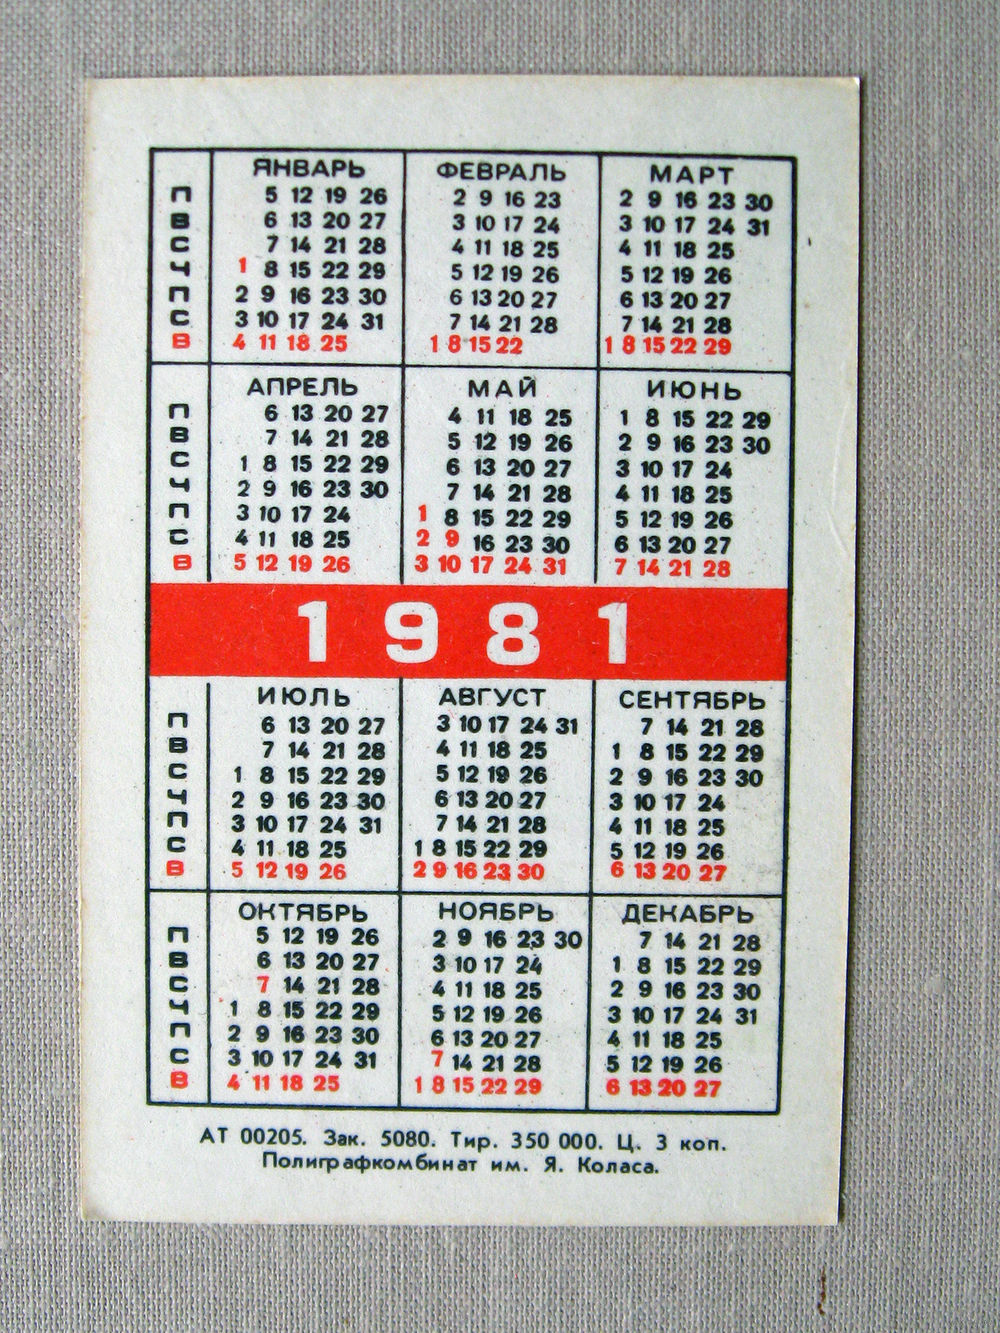 ЯНВАРЬ ФЕВРАЛЬ МАРТ
П 5 12 19 26 2 9 16 23 2 9 16 23 30
В 6 13 20 27 3 10 17 24 3 10 17 24 31
С 7 14 21 28 4 11 18 25 4 11 18 25
Ч 1 8 15 22 29 5 12 19 26 5 12 19 26
П 2 9 16 23 30 6 13 20 27 6 13 20 27
С 3 10 17 24 31 7 14 21 28 7 14 21 28
В 4 11 18 25 1 8 15 22 1 8 15 22 29
АПРЕЛЬ МАЙ ИЮНЬ
П 6 13 20 27 4 11 18 25 1 8 15 22 29
В 7 14 21 28 5 12 19 26 2 9 16 23 30
С 1 8 15 22 29 6 13 20 27 3 10 17 24
Ч 2 9 16 23 30 7 14 21 28 4 11 18 25
П 3 10 17 24 1 8 15 22 29 5 12 19 26
С 4 11 18 25 2 9 16 23 30 6 13 20 27
В 5 12 19 26 3 10 17 24 31 7 14 21 28
1981
ИЮЛЬ АВГУСТ СЕНТЯБРЬ
П 6 13 20 27 3 10 17 24 31 7 14 21 28
В 7 14 21 28 4 11 18 25 1 8 15 22 29
С 1 8 15 22 29 5 12 19 26 2 9 16 23 30
Ч 2 9 16 23 30 6 13 20 27 3 10 17 24
П 3 10 17 24 31 7 14 21 28 4 11 18 25
С 4 11 18 25 1 8 15 22 29 5 12 19 26
В 5 12 19 26 2 9 16 23 30 6 13 20 27
ОКТЯБРЬ НОЯБРЬ ДЕКАБРЬ
П 5 12 19 26 2 9 16 23 30 7 14 21 28
В 6 13 20 27 3 10 17 24 1 8 15 22 29
С 7 14 21 28 4 11 18 25 2 9 16 23 30
Ч 1 8 15 22 29 5 12 19 26 3 10 17 24 31
П 2 9 16 23 30 6 13 20 27 4 11 18 25
С 3 10 17 24 31 7 14 21 28 5 12 19 26
В 4 11 18 25 1 8 15 22 29 6 13 20 27
АТ 00205. Зак. 5080. Тир. 350 000. Ц. 3 коп.
Полиграфкомбинат им. Я. Коласа.